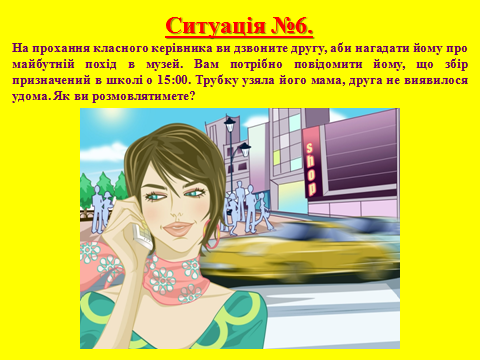 Ситуація №6.
На прохання класного керівника ви дзвоните другу, аби нагадати йому про
майбутній похід в музей. Вам потрібно повідомити йому, що збір
призначений в школі о 15:00. Трубку узяла його мама, друга не виявилося
удома. Як ви розмовлятимете?
shop